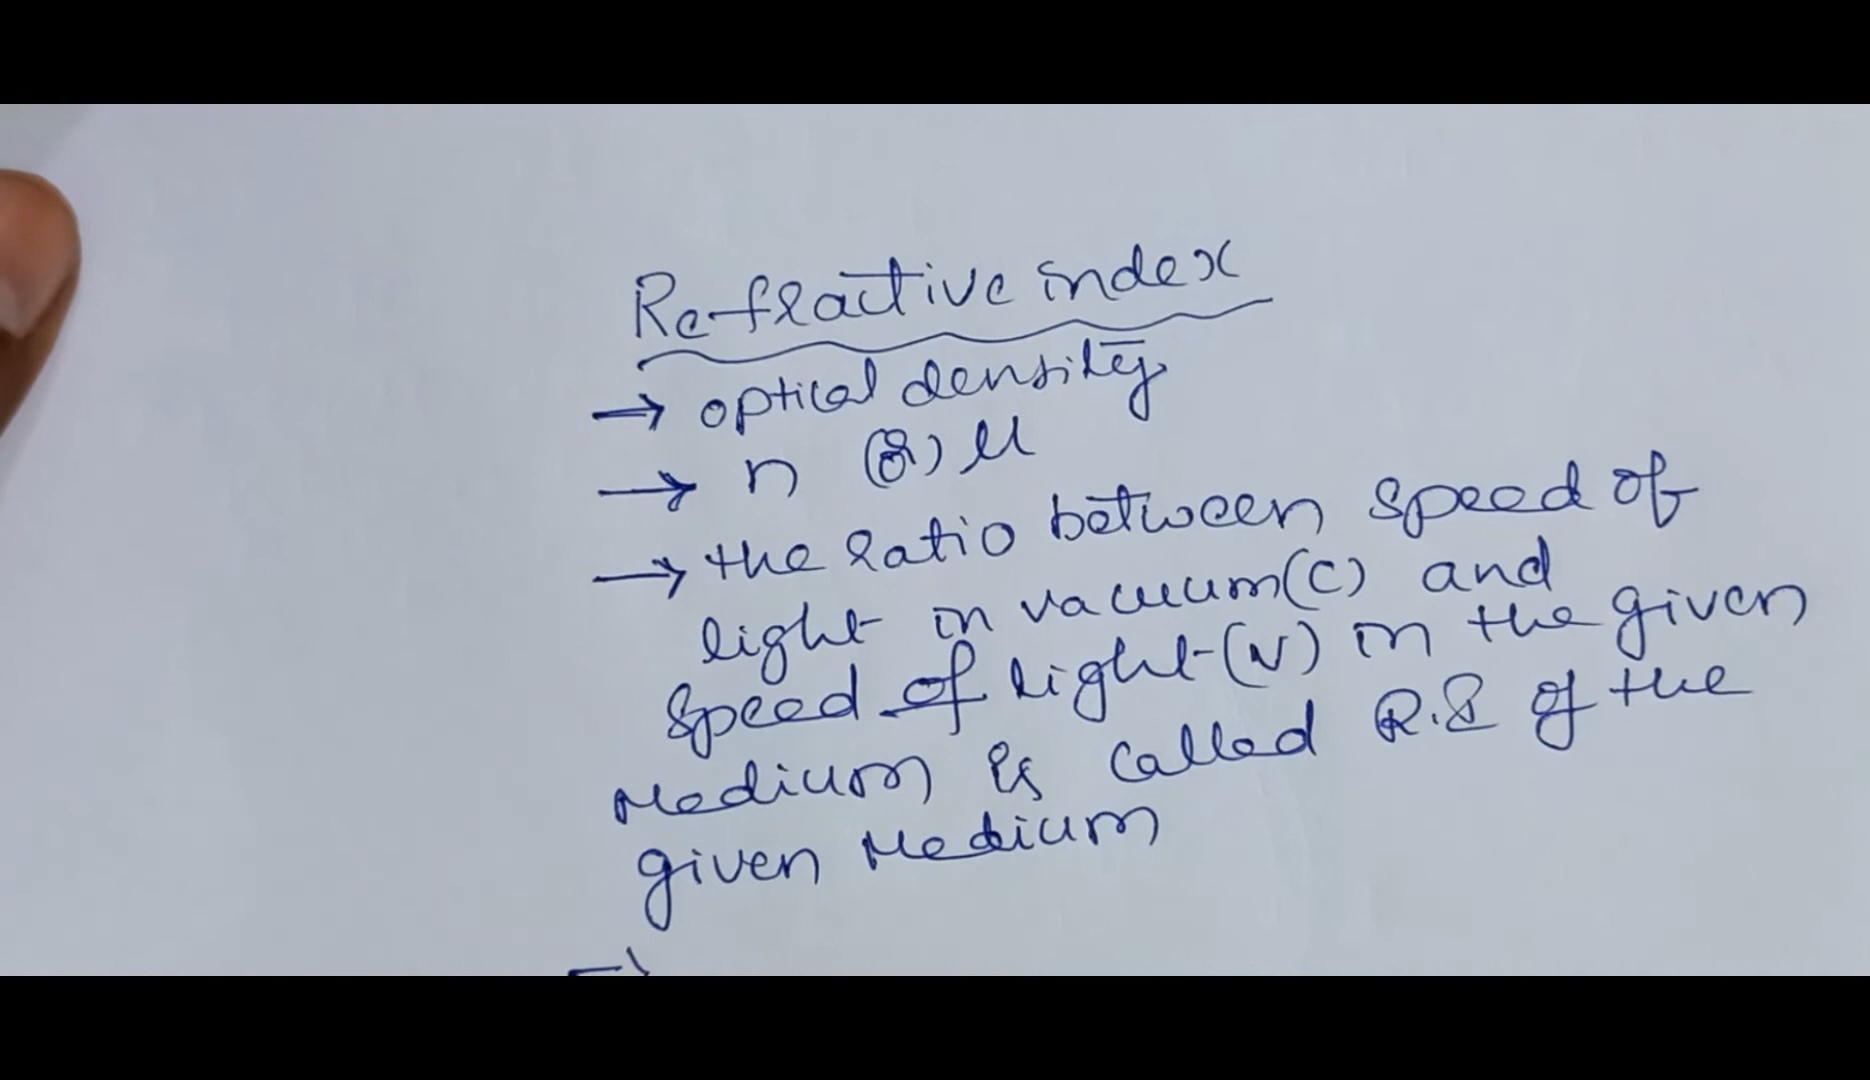 Refractive index
→ optical density
→ n (or) μ
→ the ratio between speed of
light in vacuum(C) and
speed of light (v) in the given
Medium is called R.I of the
given Medium
→